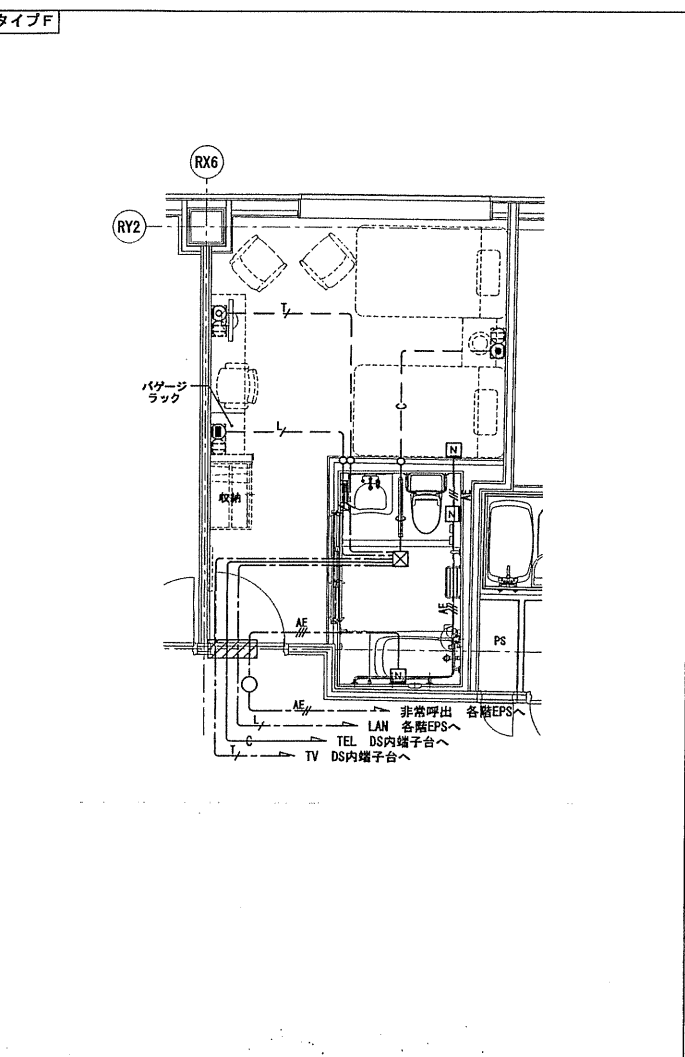 タイプF
RX6
RY2
T
バゲージ
ラック
C
L
N
収納
AE
N
C
AE
AE
PS
N
AE 非常呼出 各階EPSへ
L LAN 各階EPSへ
C TEL DS内端子台へ
T TV DS内端子台へ